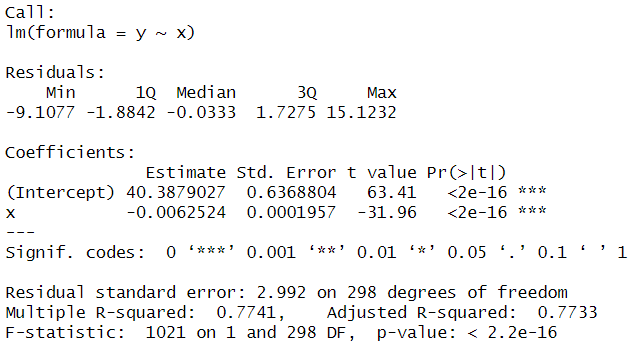 Call:
lm(formula = y ~ x)
Residuals:
Min 1Q Median 3Q Max
-9.1077 -1.8842 -0.0333 1.7275 15.1232
Coefficients:
Estimate Std. Error t value Pr(>|t|)
(Intercept) 40.3879027 0.6368804 63.41 <2e-16 ***
x -0.0062524 0.0001957 -31.96 <2e-16 ***
---
Signif. codes: 0 ‘***’ 0.001 ‘**’ 0.01 ‘*’ 0.05 ‘.’ 0.1 ‘ ’ 1
Residual standard error: 2.992 on 298 degrees of freedom
Multiple R-squared: 0.7741, Adjusted R-squared: 0.7733
F-statistic: 1021 on 1 and 298 DF, p-value: < 2.2e-16